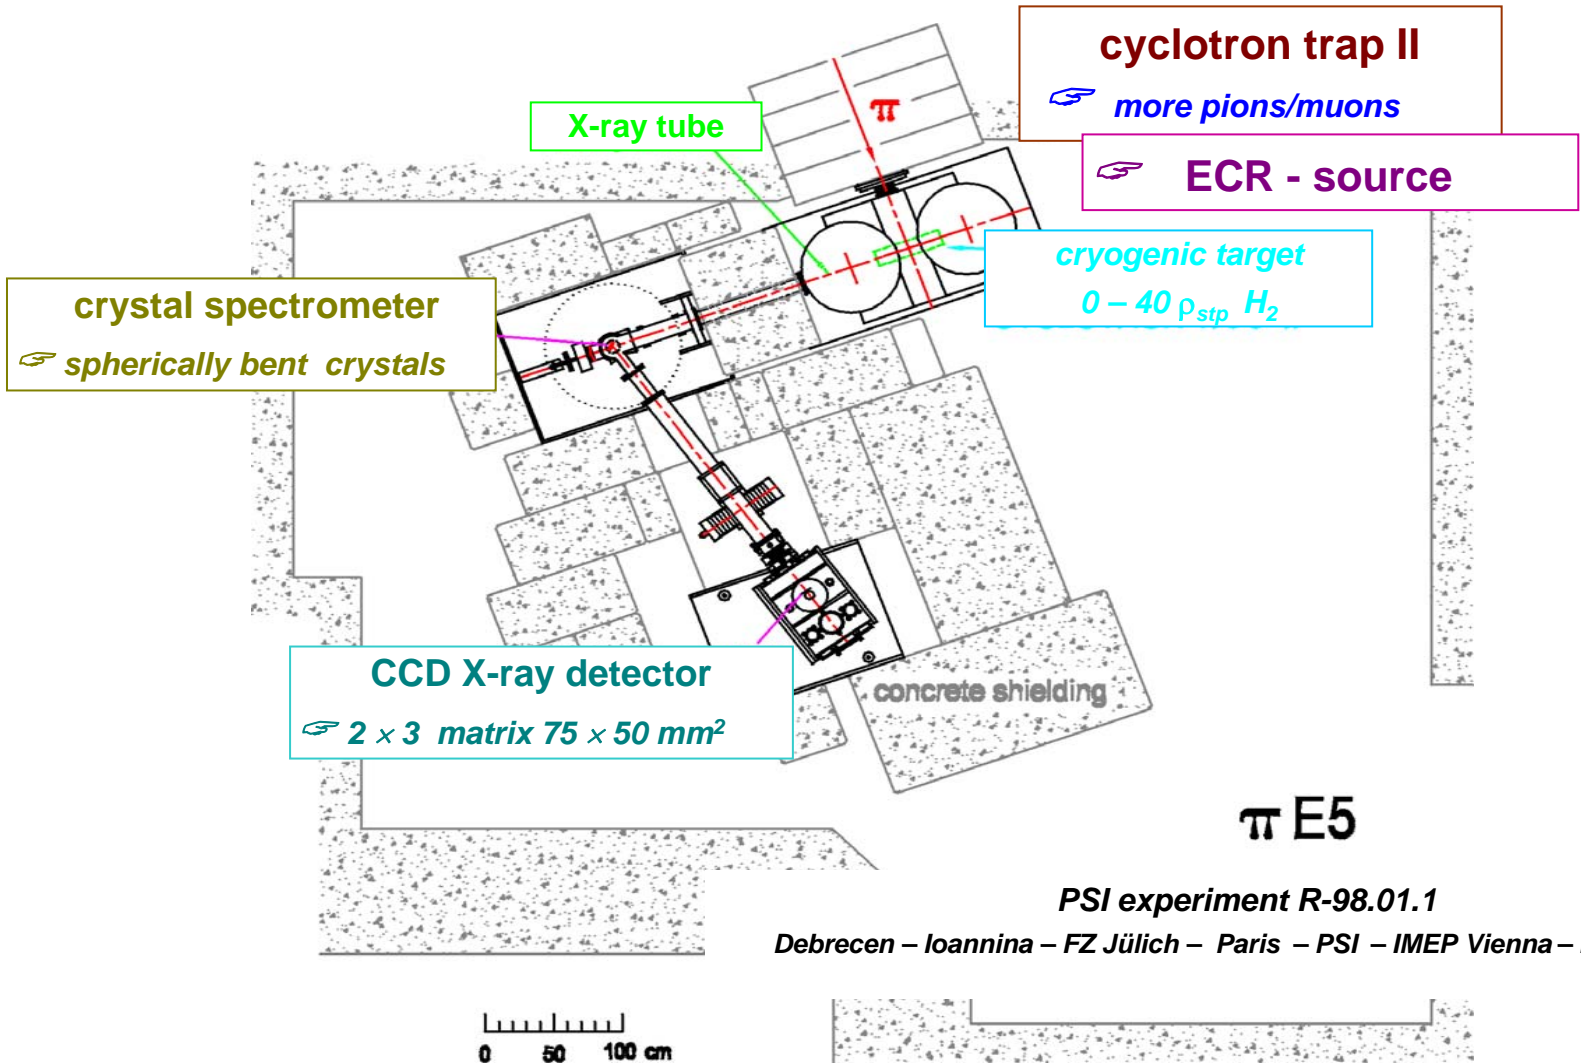 cyclotron trap II
☞ more pions/muons
π
X-ray tube
☞ ECR - source
cryogenic target
0 – 40 ρstp H2
crystal spectrometer
☞ spherically bent crystals
CCD X-ray detector
☞ 2 × 3 matrix 75 × 50 mm²
concrete shielding
π E5
PSI experiment R-98.01.1
Debrecen – Ioannina – FZ Jülich – Paris – PSI – IMEP Vienna –
0 50 100 cm